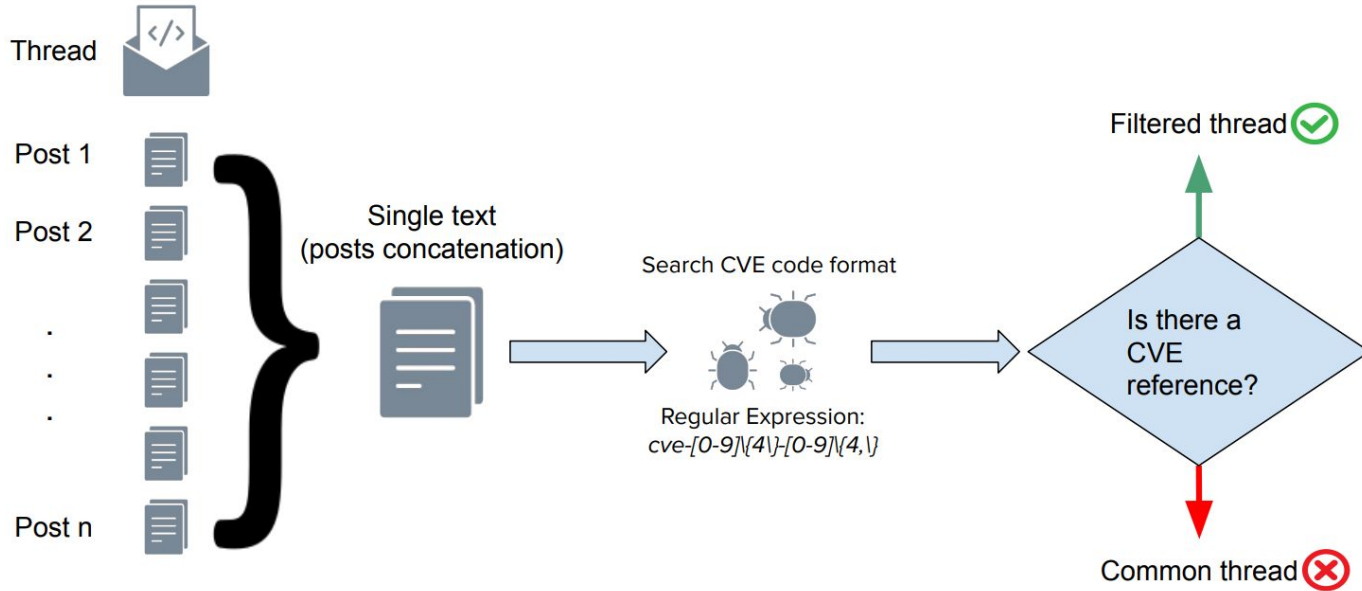 Thread
</>
Post 1
Post 2
.
.
.
Post n
Single text
(posts concatenation)
Search CVE code format
Regular Expression:
cve-[0-9]\{4\}-[0-9]\{4,\}
Is there a
CVE
reference?
Filtered thread
Common thread